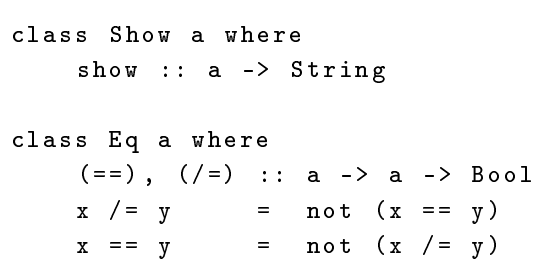 class Show a where
    show :: a -> String

class Eq a where
    (==), (/=) :: a -> a -> Bool
    x /= y     =  not (x == y)
    x == y     =  not (x /= y)